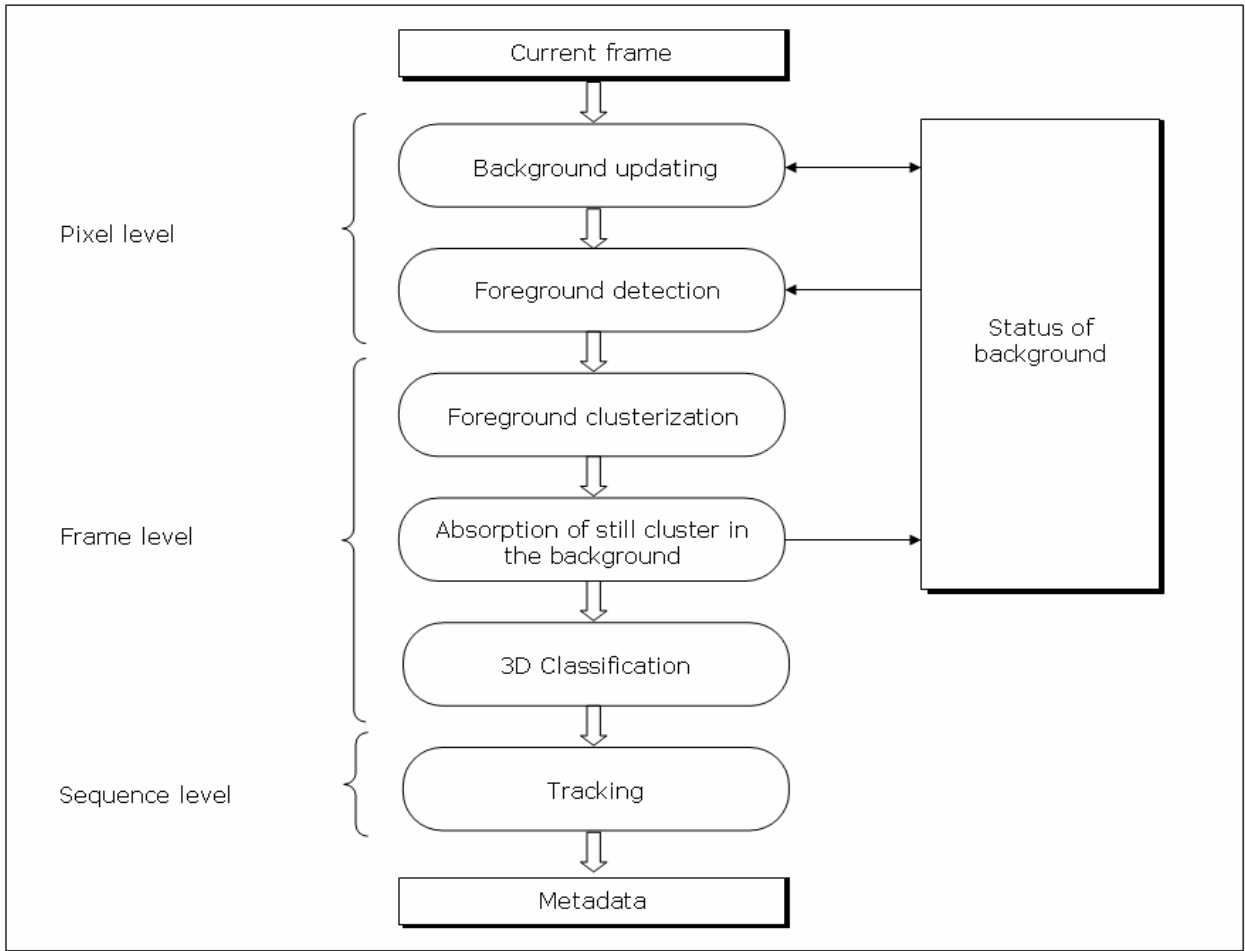 Current frame
Background updating
Pixel level
Foreground detection
Status of
background
Foreground clusterization
Frame level
Absorption of still cluster in
the background
3D Classification
Sequence level
Tracking
Metadata